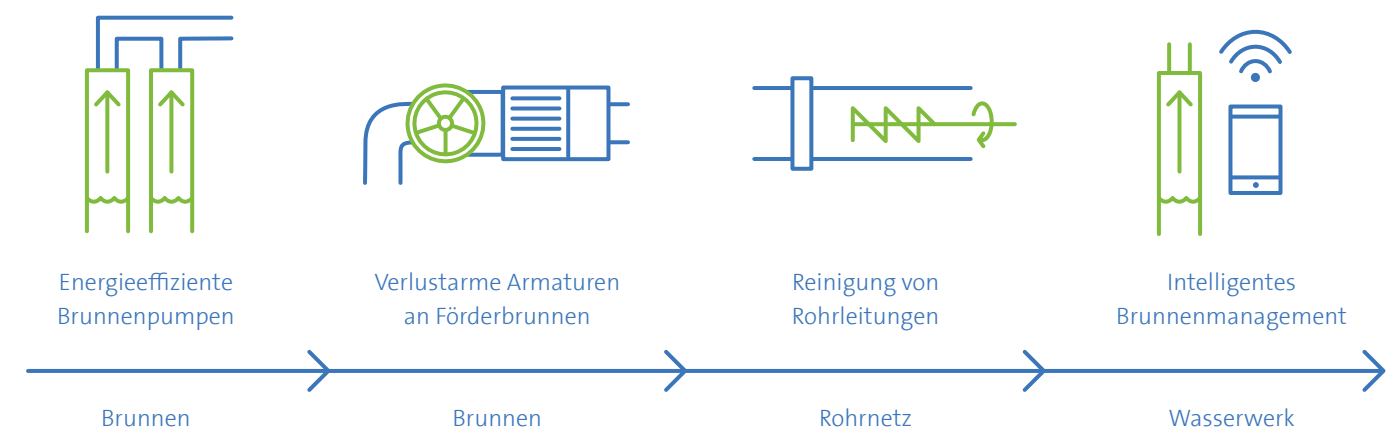 Energieeffiziente
Brunnenpumpen
Verlustarme Armaturen
an Förderbrunnen
Reinigung von
Rohrleitungen
Intelligentes
Brunnenmanagement
Brunnen
Brunnen
Rohrnetz
Wasserwerk